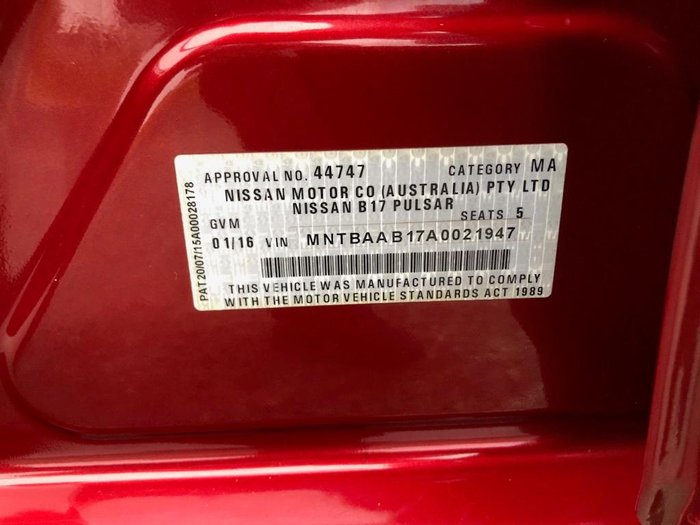 APPROVAL NO. 44747 CATEGORY MA
NISSAN MOTOR CO (AUSTRALIA) PTY LTD
NISSAN B17 PULSAR
GVM SEATS 5
01/16 VIN MNTBAAB17A0021947
THIS VEHICLE WAS MANUFACTURED TO COMPLY
WITH THE MOTOR VEHICLE STANDARDS ACT 1989
PAT20/07/15A00028178